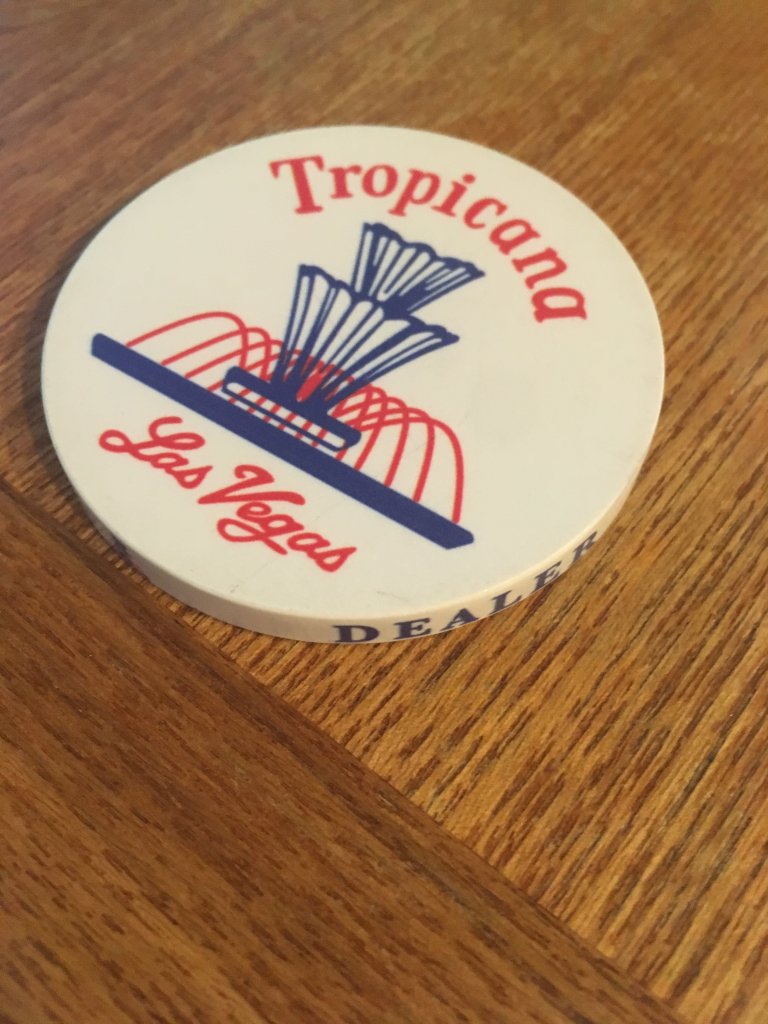 Tropicana
Las Vegas
DEALER